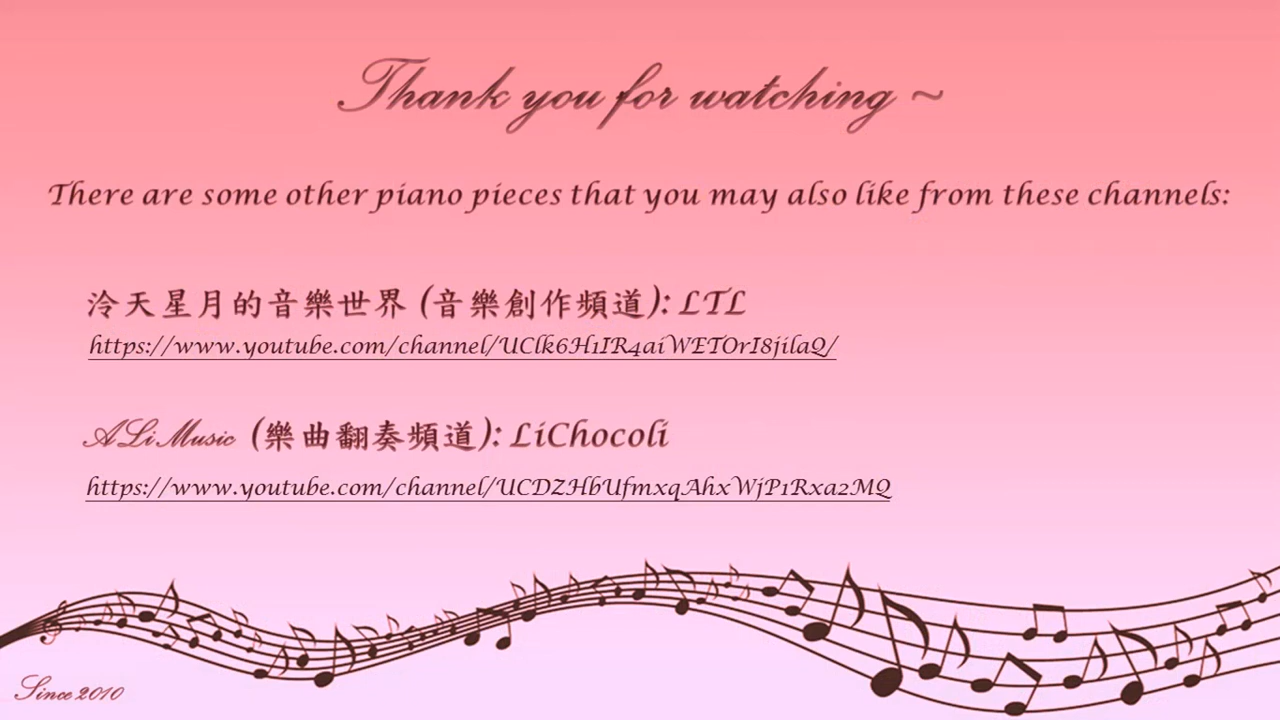 Thank you for watching ~
There are some other piano pieces that you may also like from these channels:
泠天星月的音樂世界 (音樂創作頻道): LTL
https://www.youtube.com/channel/UClk6H1IR4aiWETOrI8jilaQ/
ALiMusic (樂曲翻奏頻道): LiChocoli
https://www.youtube.com/channel/UCDZHbUfmxqAhxWjP1Rxa2MQ
Since 2010